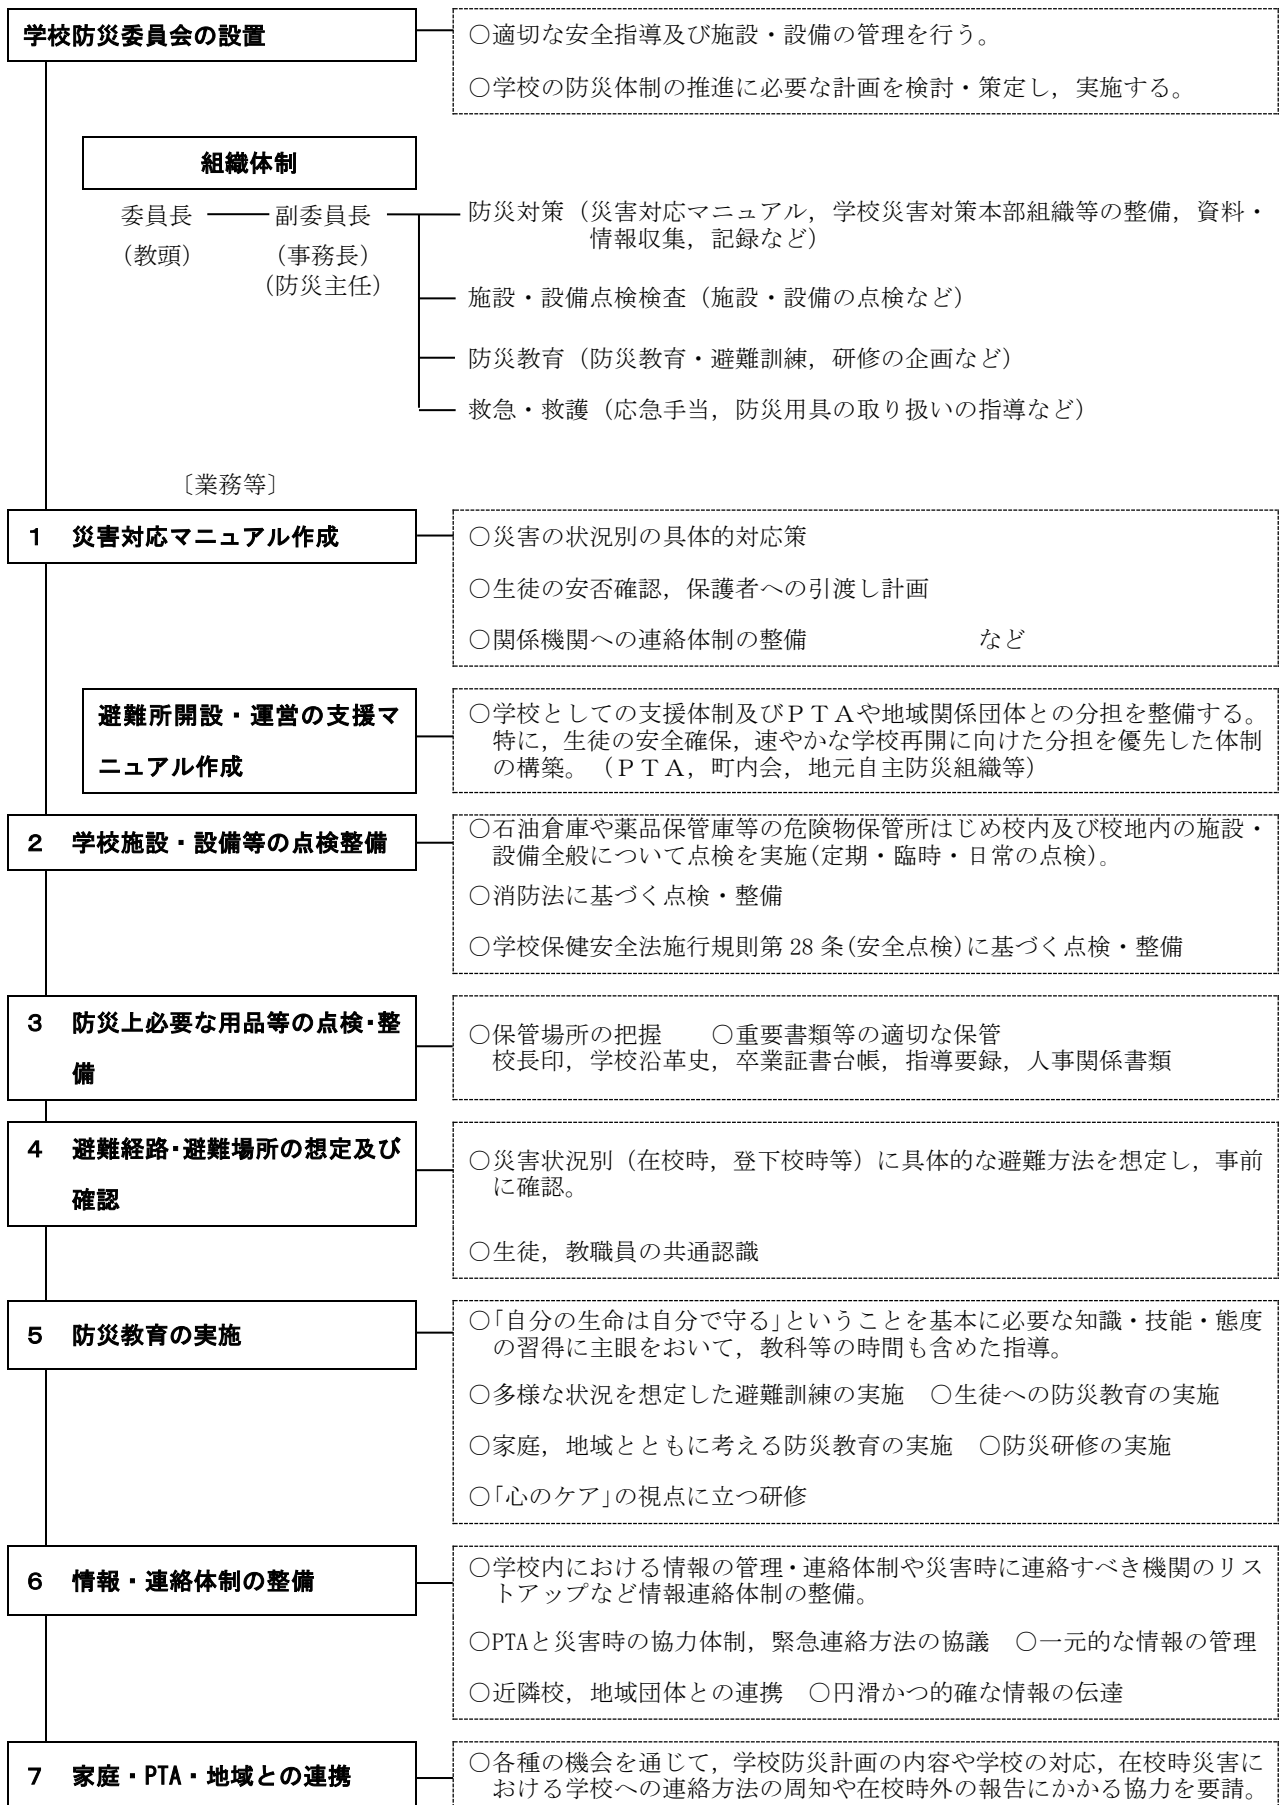 学校防災委員会の設置
○適切な安全指導及び施設・設備の管理を行う。
○学校の防災体制の推進に必要な計画を検討・策定し，実施する。
組織体制
委員長 副委員長 防災対策（災害対応マニュアル，学校災害対策本部組織等の整備，資料・
情報収集，記録など）
（教頭） （事務長）
（防災主任）
施設・設備点検検査（施設・設備の点検など）
防災教育（防災教育・避難訓練，研修の企画など）
救急・救護（応急手当，防災用具の取り扱いの指導など）
〔業務等〕
１ 災害対応マニュアル作成
○災害の状況別の具体的対応策
○生徒の安否確認，保護者への引渡し計画
○関係機関への連絡体制の整備 など
避難所開設・運営の支援マ
ニュアル作成
○学校としての支援体制及びＰＴＡや地域関係団体との分担を整備する。
特に，生徒の安全確保，速やかな学校再開に向けた分担を優先した体制
の構築。（ＰＴＡ，町内会，地元自主防災組織等）
２ 学校施設・設備等の点検整備
○石油倉庫や薬品保管庫等の危険物保管所はじめ校内及び校地内の施設・
設備全般について点検を実施(定期・臨時・日常の点検)。
○消防法に基づく点検・整備
○学校保健安全法施行規則第 28 条(安全点検)に基づく点検・整備
３ 防災上必要な用品等の点検・整
備
○保管場所の把握 ○重要書類等の適切な保管
校長印，学校沿革史，卒業証書台帳，指導要録，人事関係書類
４ 避難経路・避難場所の想定及び
確認
○災害状況別（在校時，登下校時等）に具体的な避難方法を想定し，事前
に確認。
○生徒，教職員の共通認識
５ 防災教育の実施
○｢自分の生命は自分で守る｣ということを基本に必要な知識・技能・態度
の習得に主眼をおいて，教科等の時間も含めた指導。
○多様な状況を想定した避難訓練の実施 ○生徒への防災教育の実施
○家庭，地域とともに考える防災教育の実施 ○防災研修の実施
○｢心のケア｣の視点に立つ研修
６ 情報・連絡体制の整備
○学校内における情報の管理・連絡体制や災害時に連絡すべき機関のリス
トアップなど情報連絡体制の整備。
○PTAと災害時の協力体制，緊急連絡方法の協議 ○一元的な情報の管理
○近隣校，地域団体との連携 ○円滑かつ的確な情報の伝達
７ 家庭・PTA・地域との連携
○各種の機会を通じて，学校防災計画の内容や学校の対応，在校時災害に
おける学校への連絡方法の周知や在校時外の報告にかかる協力を要請。